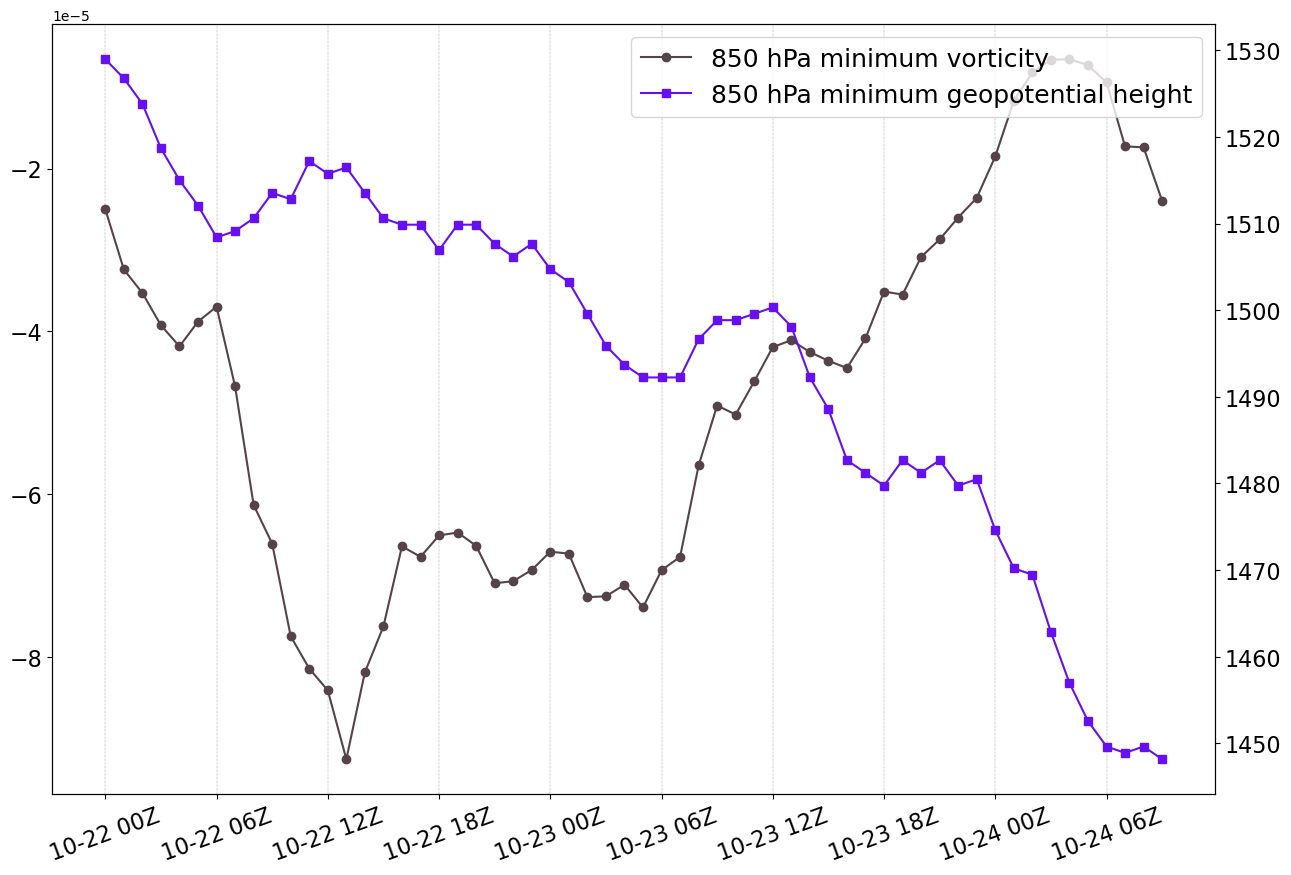 1e−5
850 hPa minimum vorticity
850 hPa minimum geopotential height
−2
−4
−6
−8
1530
1520
1510
1500
1490
1480
1470
1460
1450
10-22 00Z
10-22 06Z
10-22 12Z
10-22 18Z
10-23 00Z
10-23 06Z
10-23 12Z
10-23 18Z
10-24 00Z
10-24 06Z